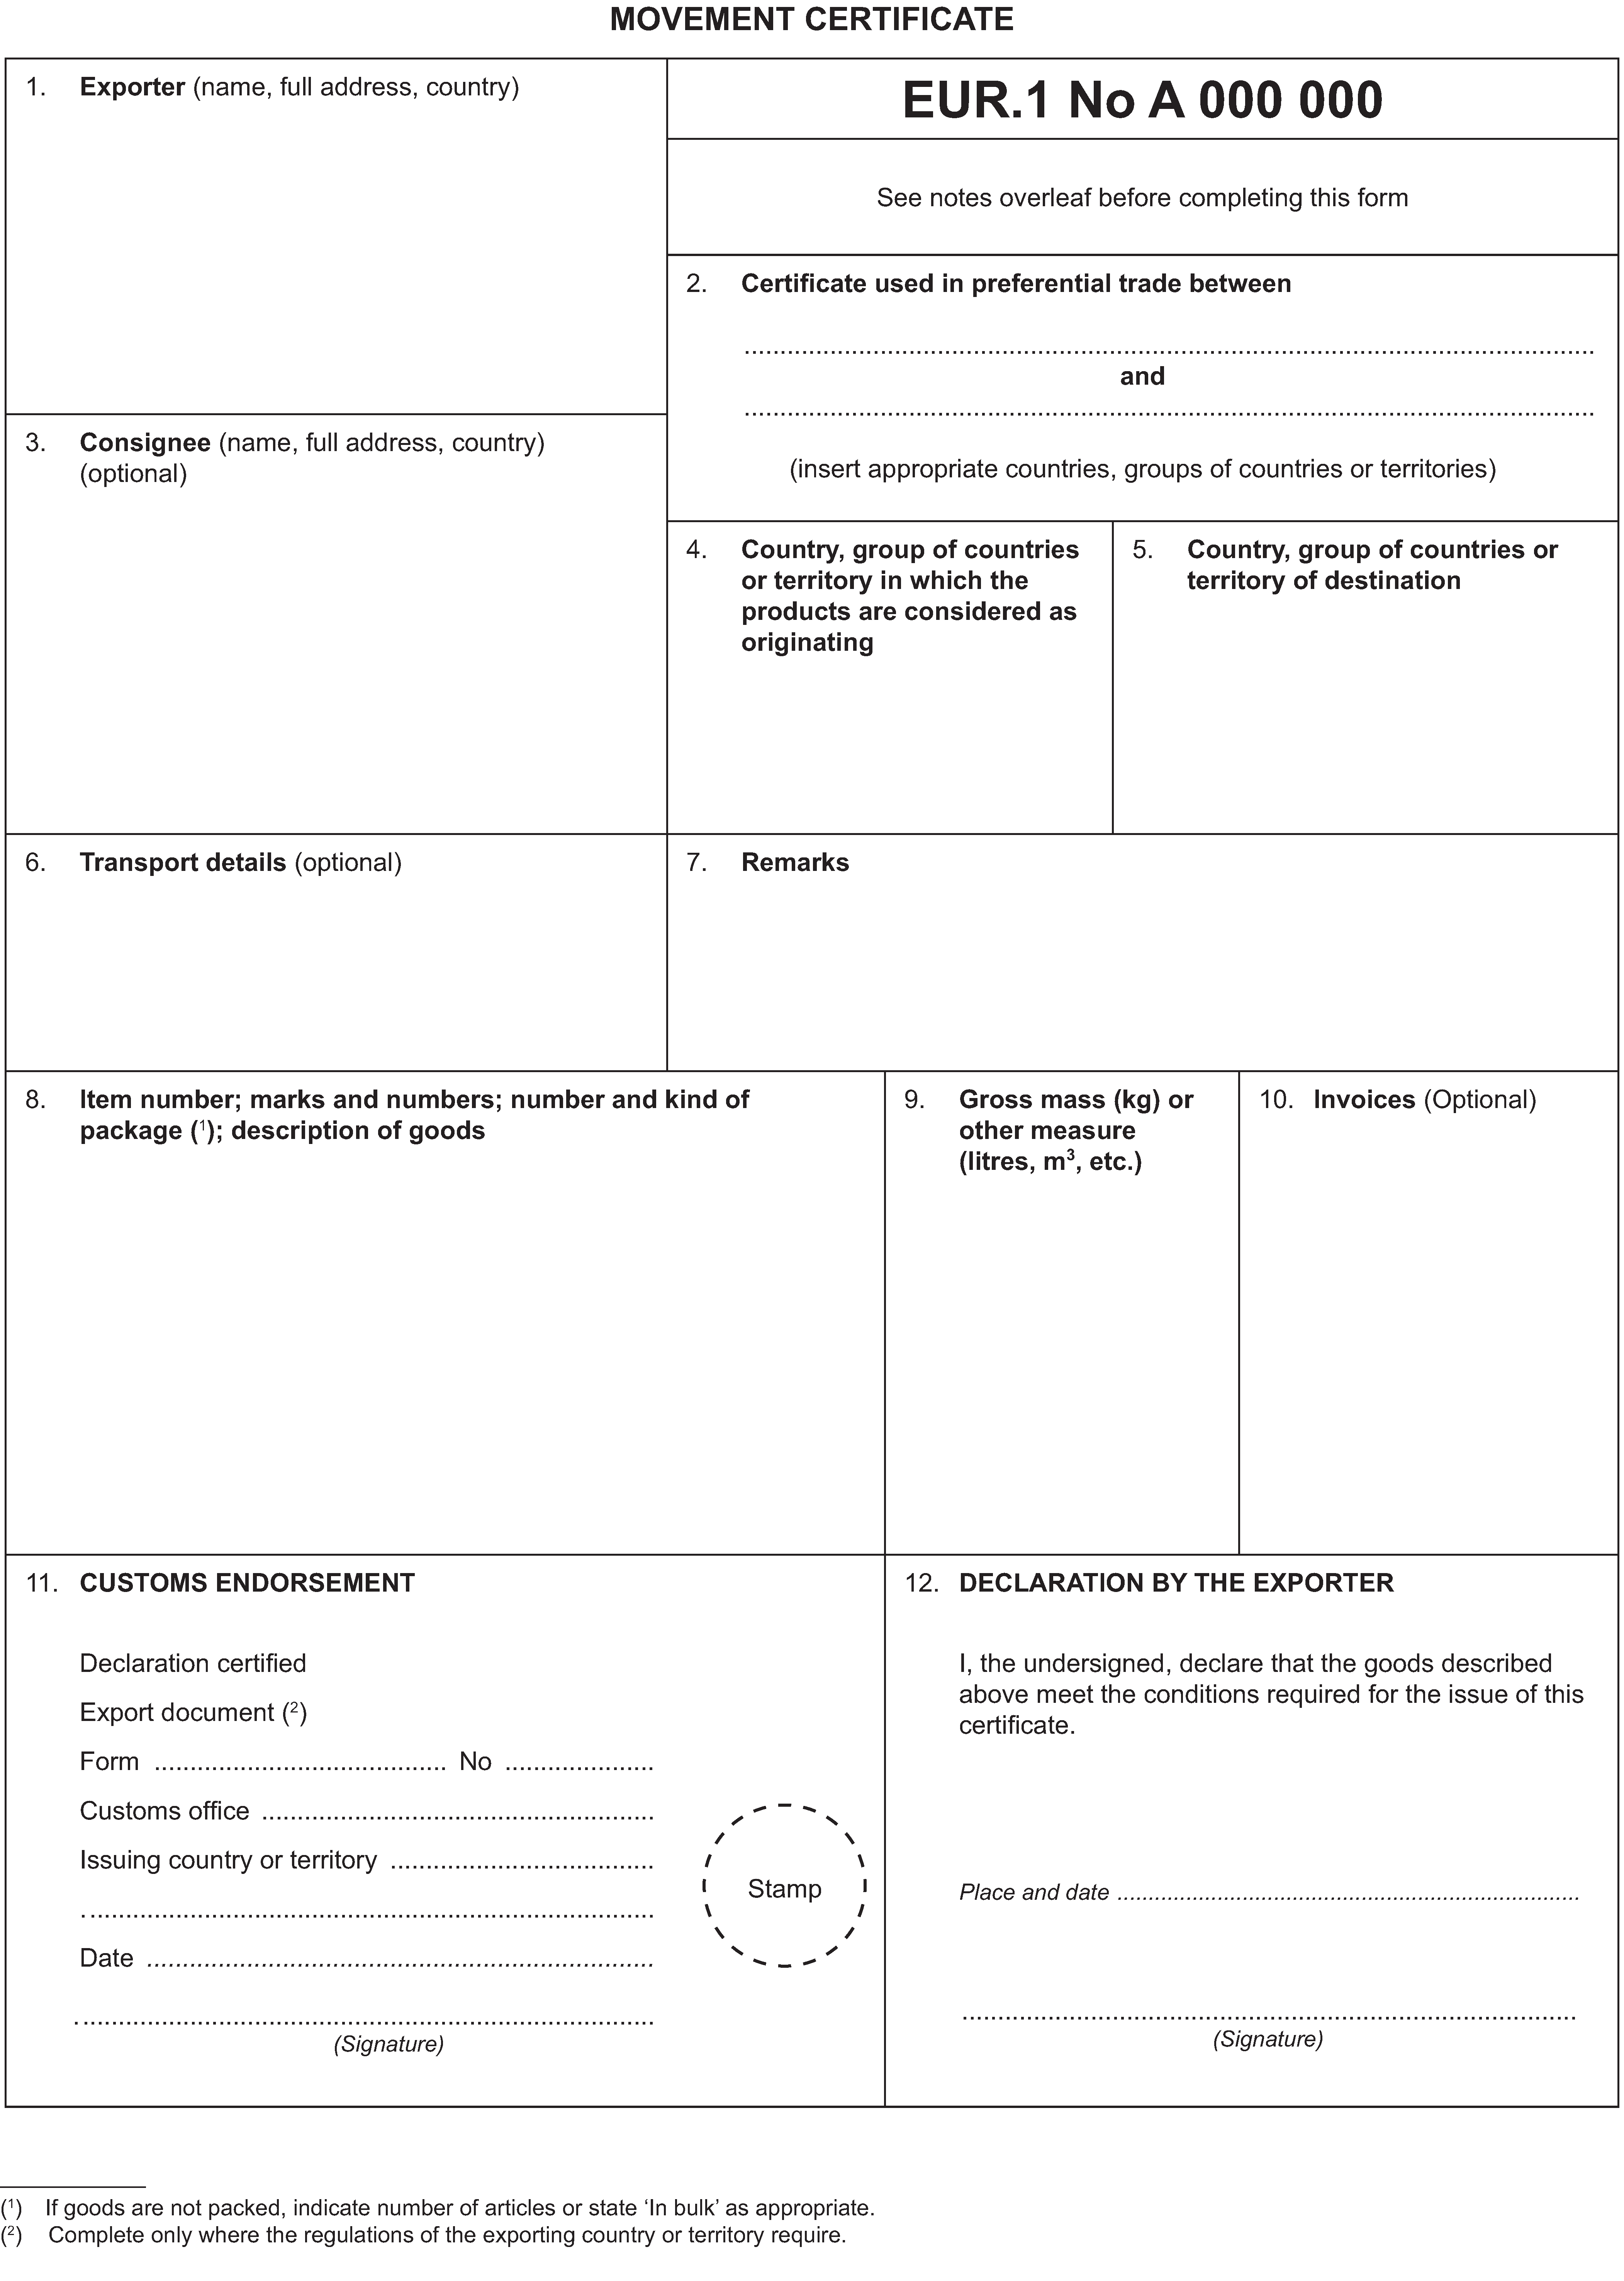 MOVEMENT CERTIFICATE
1. Exporter (name, full address, country)
EUR.1 No A 000 000
See notes overleaf before completing this form
2. Certificate used in preferential trade between
................................................................................
and
................................................................................
(insert appropriate countries, groups of countries or territories)
3. Consignee (name, full address, country)
(optional)
4. Country, group of countries
or territory in which the
products are considered as
originating
5. Country, group of countries or
territory of destination
6. Transport details (optional)
7. Remarks
8. Item number; marks and numbers; number and kind of
package (¹); description of goods
9. Gross mass (kg) or
other measure
(litres, m³, etc.)
10. Invoices (Optional)
11. CUSTOMS ENDORSEMENT
Declaration certified
Export document (²)
Form ........................................ No .....................
Customs office .......................................................
Issuing country or territory .....................................
................................................................................
Date .......................................................................
................................................................................
(Signature)
Stamp
12. DECLARATION BY THE EXPORTER
I, the undersigned, declare that the goods described
above meet the conditions required for the issue of this
certificate.
Place and date ..............................................................................
................................................................................
(Signature)
(¹) If goods are not packed, indicate number of articles or state ‘In bulk’ as appropriate.
(²) Complete only where the regulations of the exporting country or territory require.